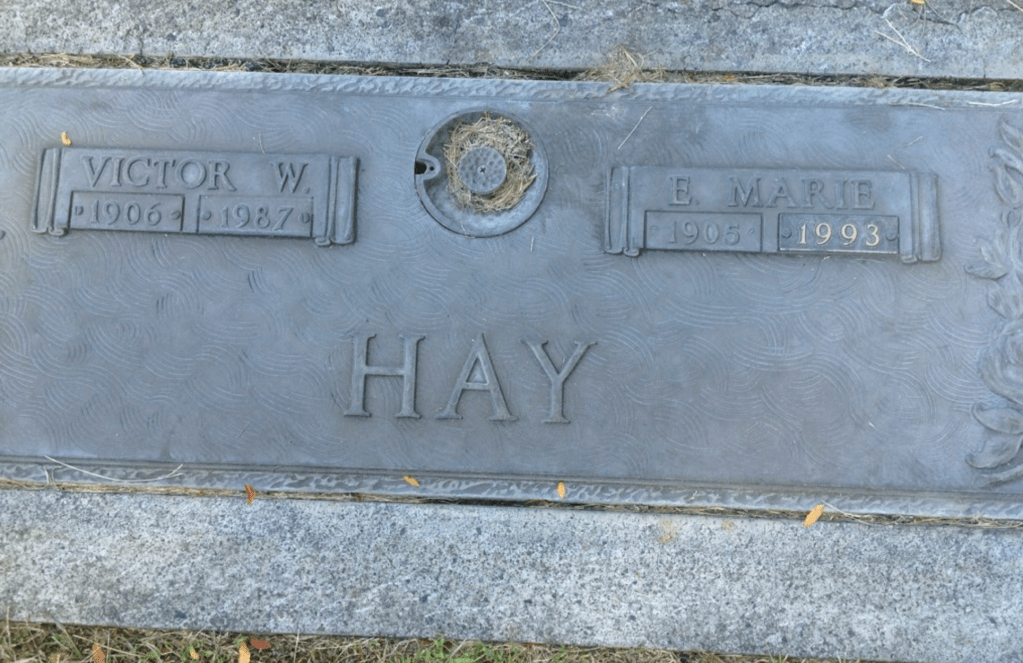 VICTOR W.
1906 1987
E. MARIE
1905 1993
HAY